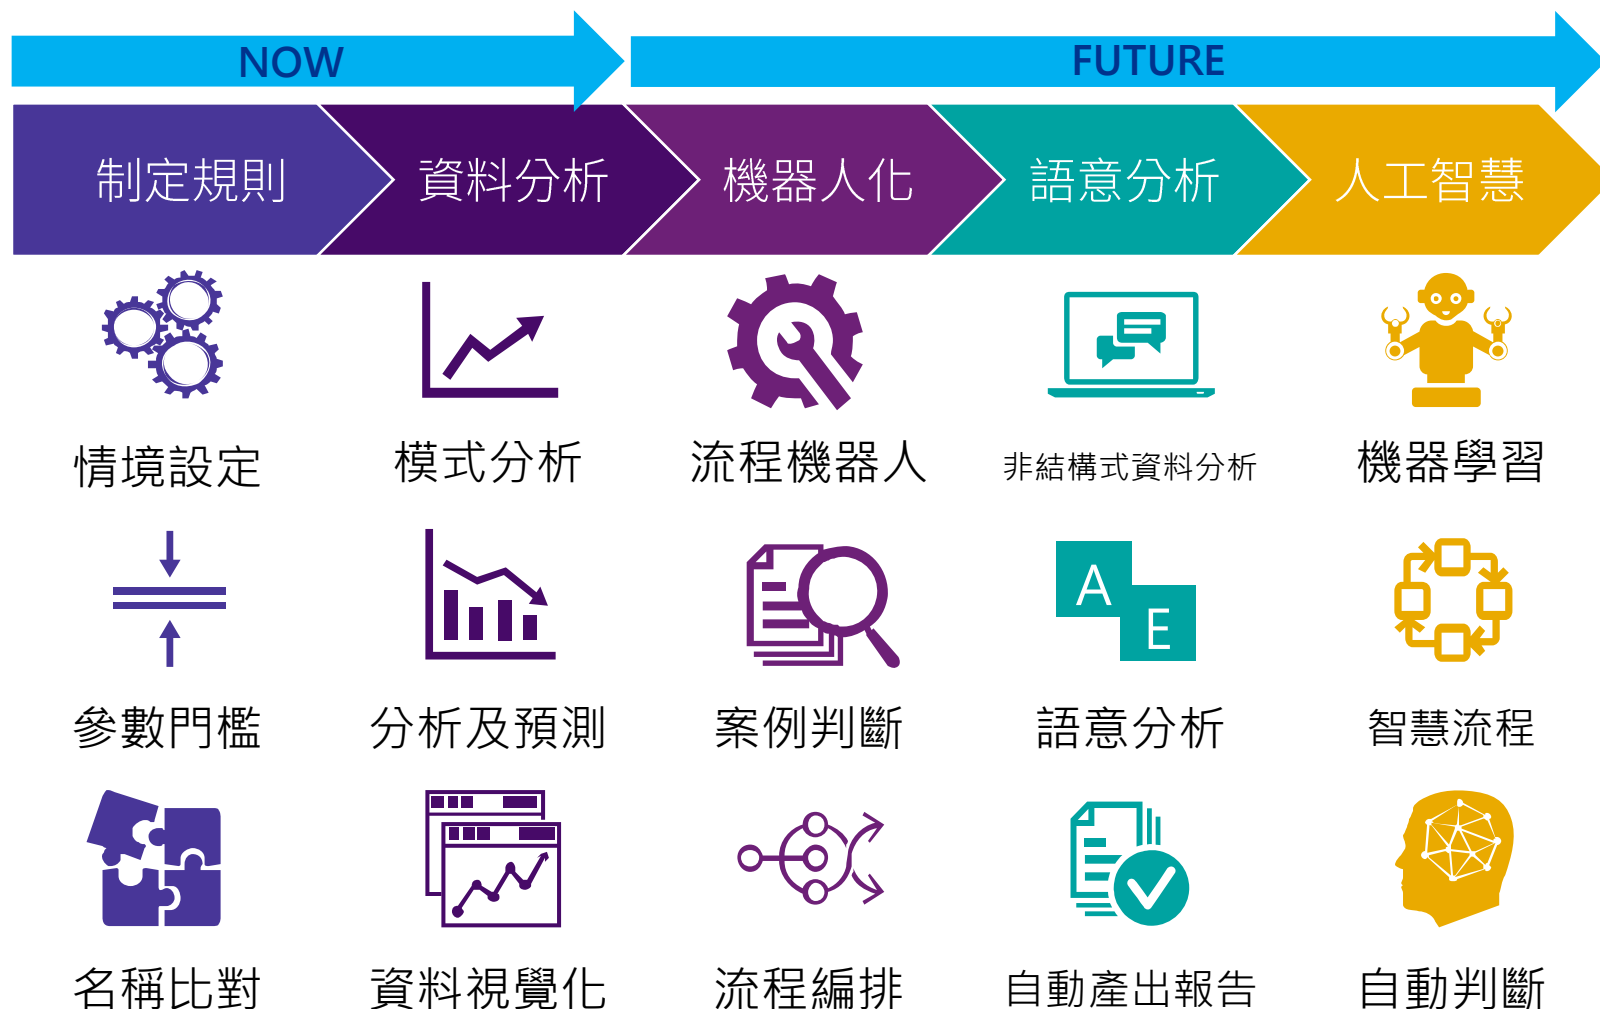 NOW
FUTURE
制定規則
資料分析
機器人化
語意分析
人工智慧
情境設定
模式分析
流程機器人
非結構式資料分析
機器學習
A
E
參數門檻
分析及預測
案例判斷
語意分析
智慧流程
名稱比對
資料視覺化
流程編排
自動產出報告
自動判斷